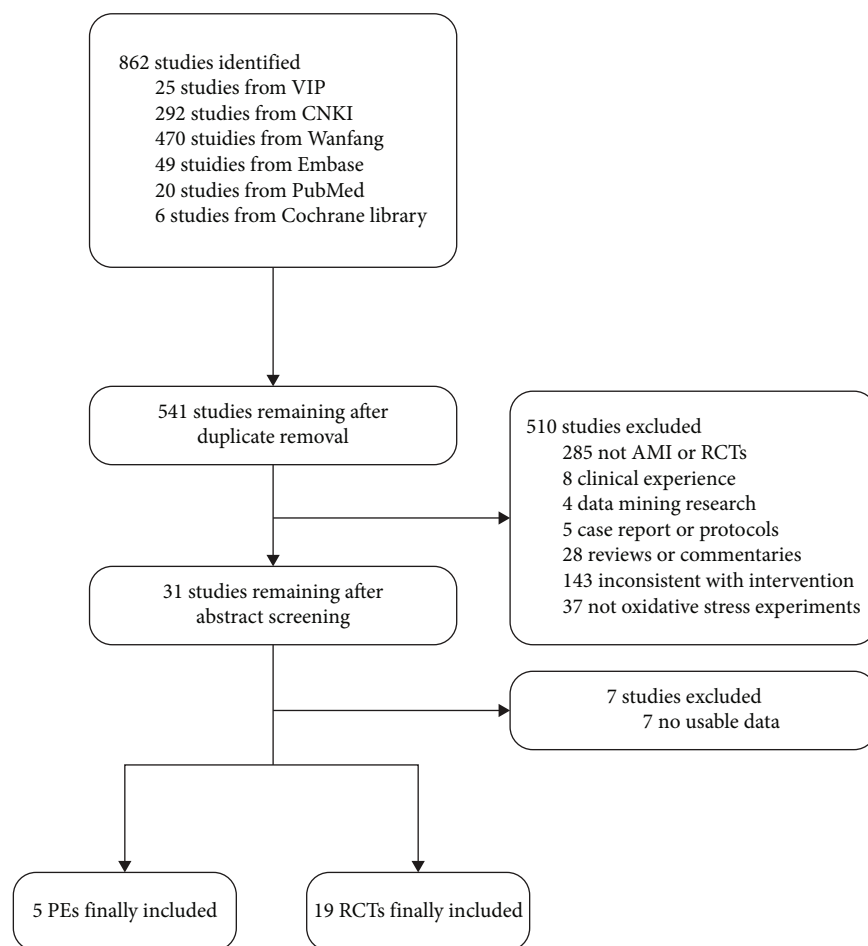 862 studies identified
25 studies from VIP
292 studies from CNKI
470 stuidies from Wanfang
49 stuidies from Embase
20 studies from PubMed
6 studies from Cochrane library
541 studies remaining after
duplicate removal
510 studies excluded
285 not AMI or RCTs
8 clinical experience
4 data mining research
5 case report or protocols
28 reviews or commentaries
143 inconsistent with intervention
37 not oxidative stress experiments
31 studies remaining after
abstract screening
7 studies excluded
7 no usable data
5 PEs finally included
19 RCTs finally included